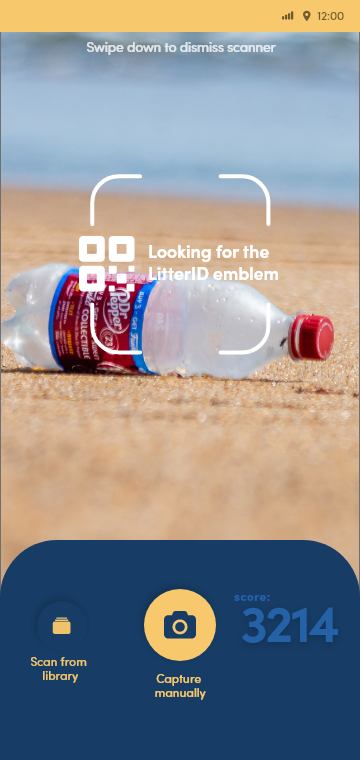 12:00
Swipe down to dismiss scanner
Looking for the
LitterID emblem
Dr
Pepper
COLLECTIBLE
23
score:
3214
Scan from
library
Capture
manually